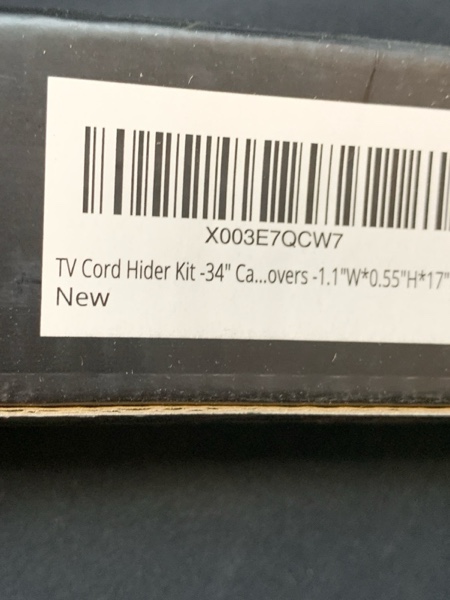 X003E7QCW7
TV Cord Hider Kit -34" Ca...overs -1.1"W*0.55"H*17"
New